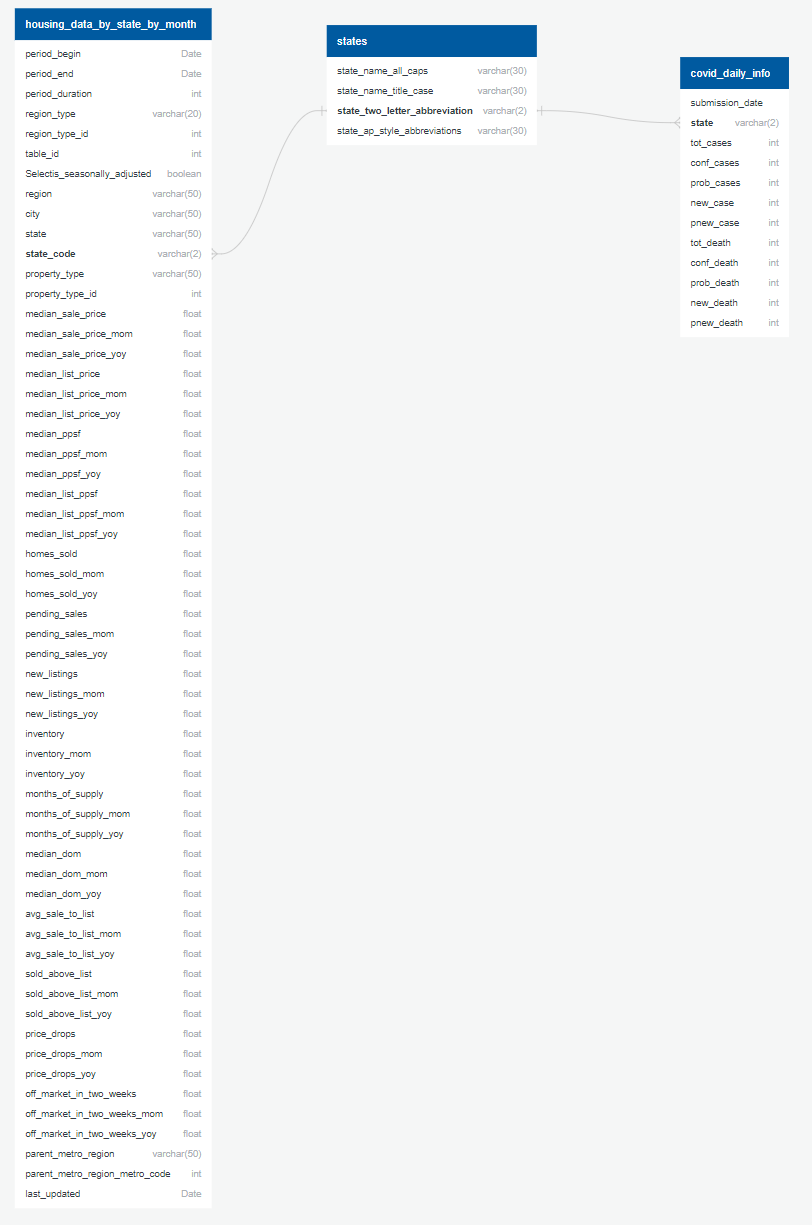 housing_data_by_state_by_month
period_begin Date
period_end Date
period_duration int
region_type varchar(20)
region_type_id int
table_id int
Selectis_seasonally_adjusted boolean
region varchar(50)
city varchar(50)
state varchar(50)
state_code varchar(2)
property_type varchar(50)
property_type_id int
median_sale_price float
median_sale_price_mom float
median_sale_price_yoy float
median_list_price float
median_list_price_mom float
median_list_price_yoy float
median_ppsf float
median_ppsf_mom float
median_ppsf_yoy float
median_list_ppsf float
median_list_ppsf_mom float
median_list_ppsf_yoy float
homes_sold float
homes_sold_mom float
homes_sold_yoy float
pending_sales float
pending_sales_mom float
pending_sales_yoy float
new_listings float
new_listings_mom float
new_listings_yoy float
inventory float
inventory_mom float
inventory_yoy float
months_of_supply float
months_of_supply_mom float
months_of_supply_yoy float
median_dom float
median_dom_mom float
median_dom_yoy float
avg_sale_to_list float
avg_sale_to_list_mom float
avg_sale_to_list_yoy float
sold_above_list float
sold_above_list_mom float
sold_above_list_yoy float
price_drops float
price_drops_mom float
price_drops_yoy float
off_market_in_two_weeks float
off_market_in_two_weeks_mom float
off_market_in_two_weeks_yoy float
parent_metro_region varchar(50)
parent_metro_region_metro_code int
last_updated Date
states
state_name_all_caps varchar(30)
state_name_title_case varchar(30)
state_two_letter_abbreviation varchar(2)
state_ap_style_abbreviations varchar(30)
covid_daily_info
submission_date
state varchar(2)
tot_cases int
conf_cases int
prob_cases int
new_case int
pnew_case int
tot_death int
conf_death int
prob_death int
new_death int
pnew_death int